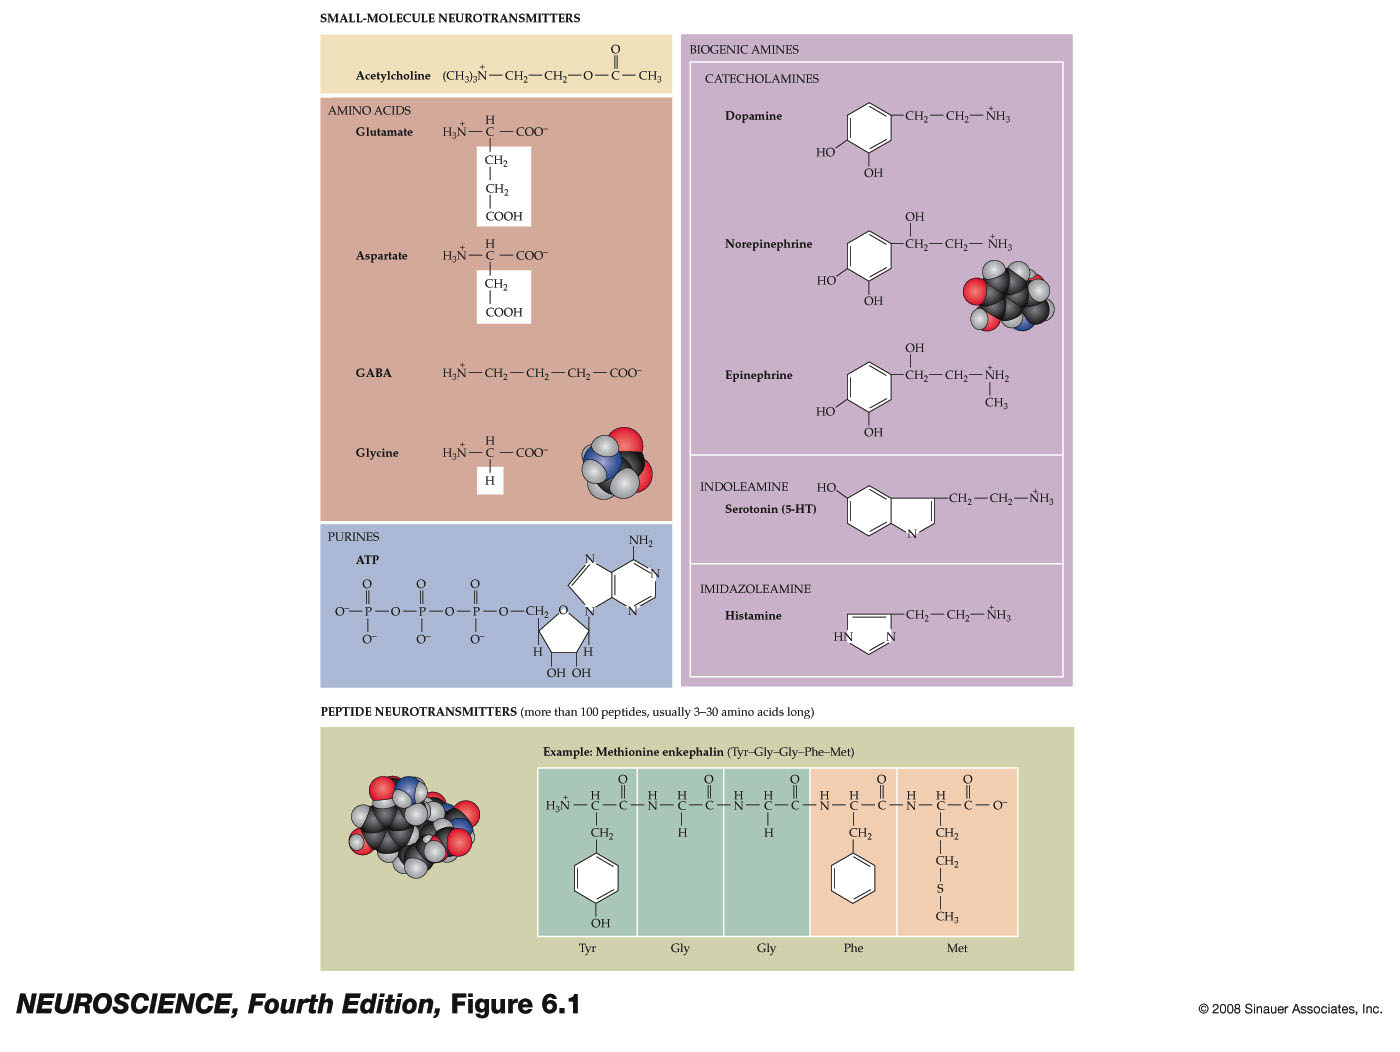 SMALL-MOLECULE NEUROTRANSMITTERS
Acetylcholine (CH₃)₃N⁺—CH₂—CH₂—O—C—CH₃
O
AMINO ACIDS
Glutamate
H
H₃N⁺—C—COO⁻
CH₂
CH₂
COOH
Aspartate
H
H₃N⁺—C—COO⁻
CH₂
COOH
GABA H₃N⁺—CH₂—CH₂—CH₂—COO⁻
Glycine
H
H₃N⁺—C—COO⁻
H
PURINES
ATP
NH₂
N N
N N
O O O
O⁻—P—O—P—O—P—O—CH₂ O
O⁻ O⁻ O⁻
H H
OH OH
BIOGENIC AMINES
CATECHOLAMINES
Dopamine
CH₂—CH₂—N⁺H₃
HO
OH
Norepinephrine
OH
CH₂—CH₂—N⁺H₃
HO
OH
Epinephrine
OH
CH₂—CH₂—N⁺H₂
CH₃
HO
OH
INDOLEAMINE
Serotonin (5-HT)
HO
CH₂—CH₂—N⁺H₃
N
IMIDAZOLEAMINE
Histamine
CH₂—CH₂—N⁺H₃
HN N
PEPTIDE NEUROTRANSMITTERS (more than 100 peptides, usually 3–30 amino acids long)
Example: Methionine enkephalin (Tyr–Gly–Gly–Phe–Met)
O O O O O
H H H H H H H H H
H₃N⁺—C—C—N—C—C—N—C—C—N—C—C—N—C—C—O⁻
CH₂ H H CH₂ CH₂
CH₂
S
CH₃
OH
Tyr Gly Gly Phe Met
NEUROSCIENCE, Fourth Edition, Figure 6.1
© 2008 Sinauer Associates, Inc.